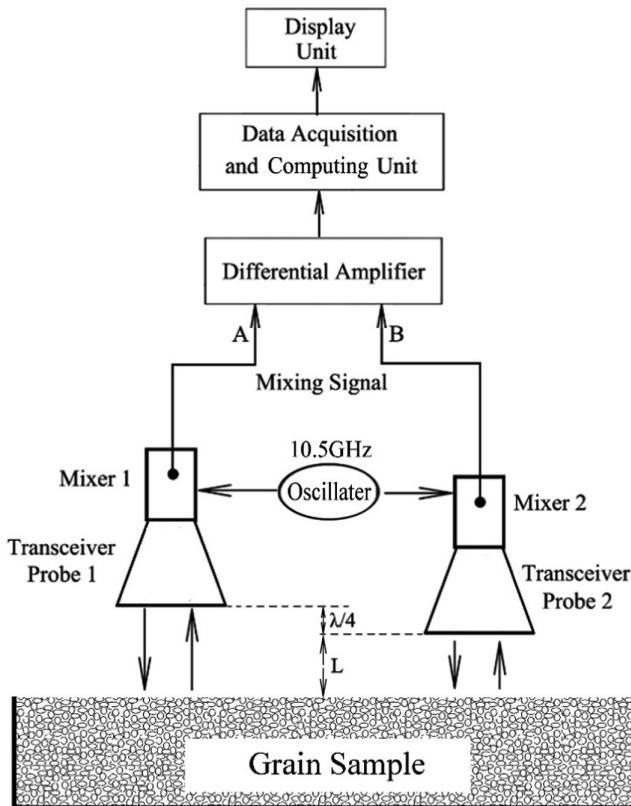 Display
Unit
Data Acquisition
and Computing Unit
Differential Amplifier
A
B
Mixing Signal
10.5GHz
Mixer 1
Oscillater
Mixer 2
Transceiver
Probe 1
Transceiver
Probe 2
λ/4
L
Grain Sample